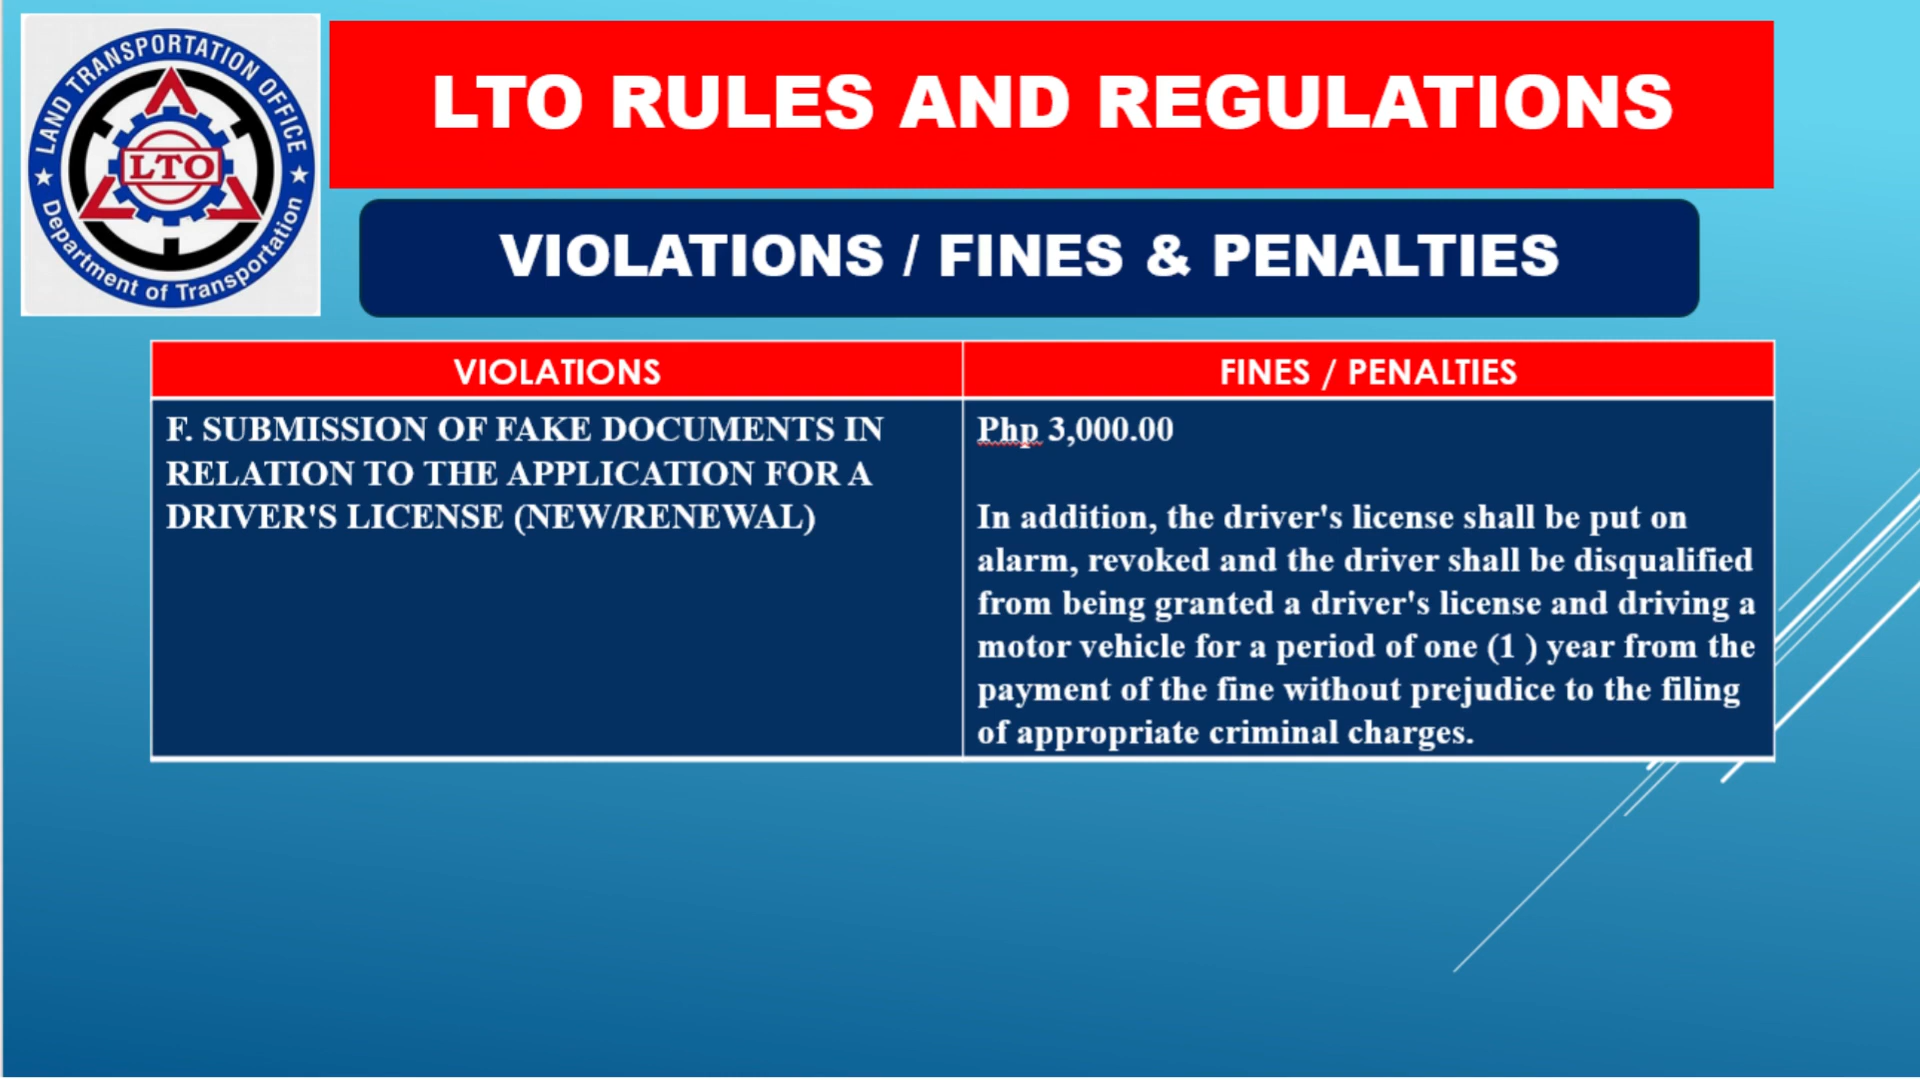 LAND TRANSPORTATION OFFICE
LTO
Department of Transportation
LTO RULES AND REGULATIONS
VIOLATIONS / FINES & PENALTIES
VIOLATIONS
FINES / PENALTIES
F. SUBMISSION OF FAKE DOCUMENTS IN
RELATION TO THE APPLICATION FOR A
DRIVER'S LICENSE (NEW/RENEWAL)
Php 3,000.00
In addition, the driver's license shall be put on
alarm, revoked and the driver shall be disqualified
from being granted a driver's license and driving a
motor vehicle for a period of one (1 ) year from the
payment of the fine without prejudice to the filing
of appropriate criminal charges.